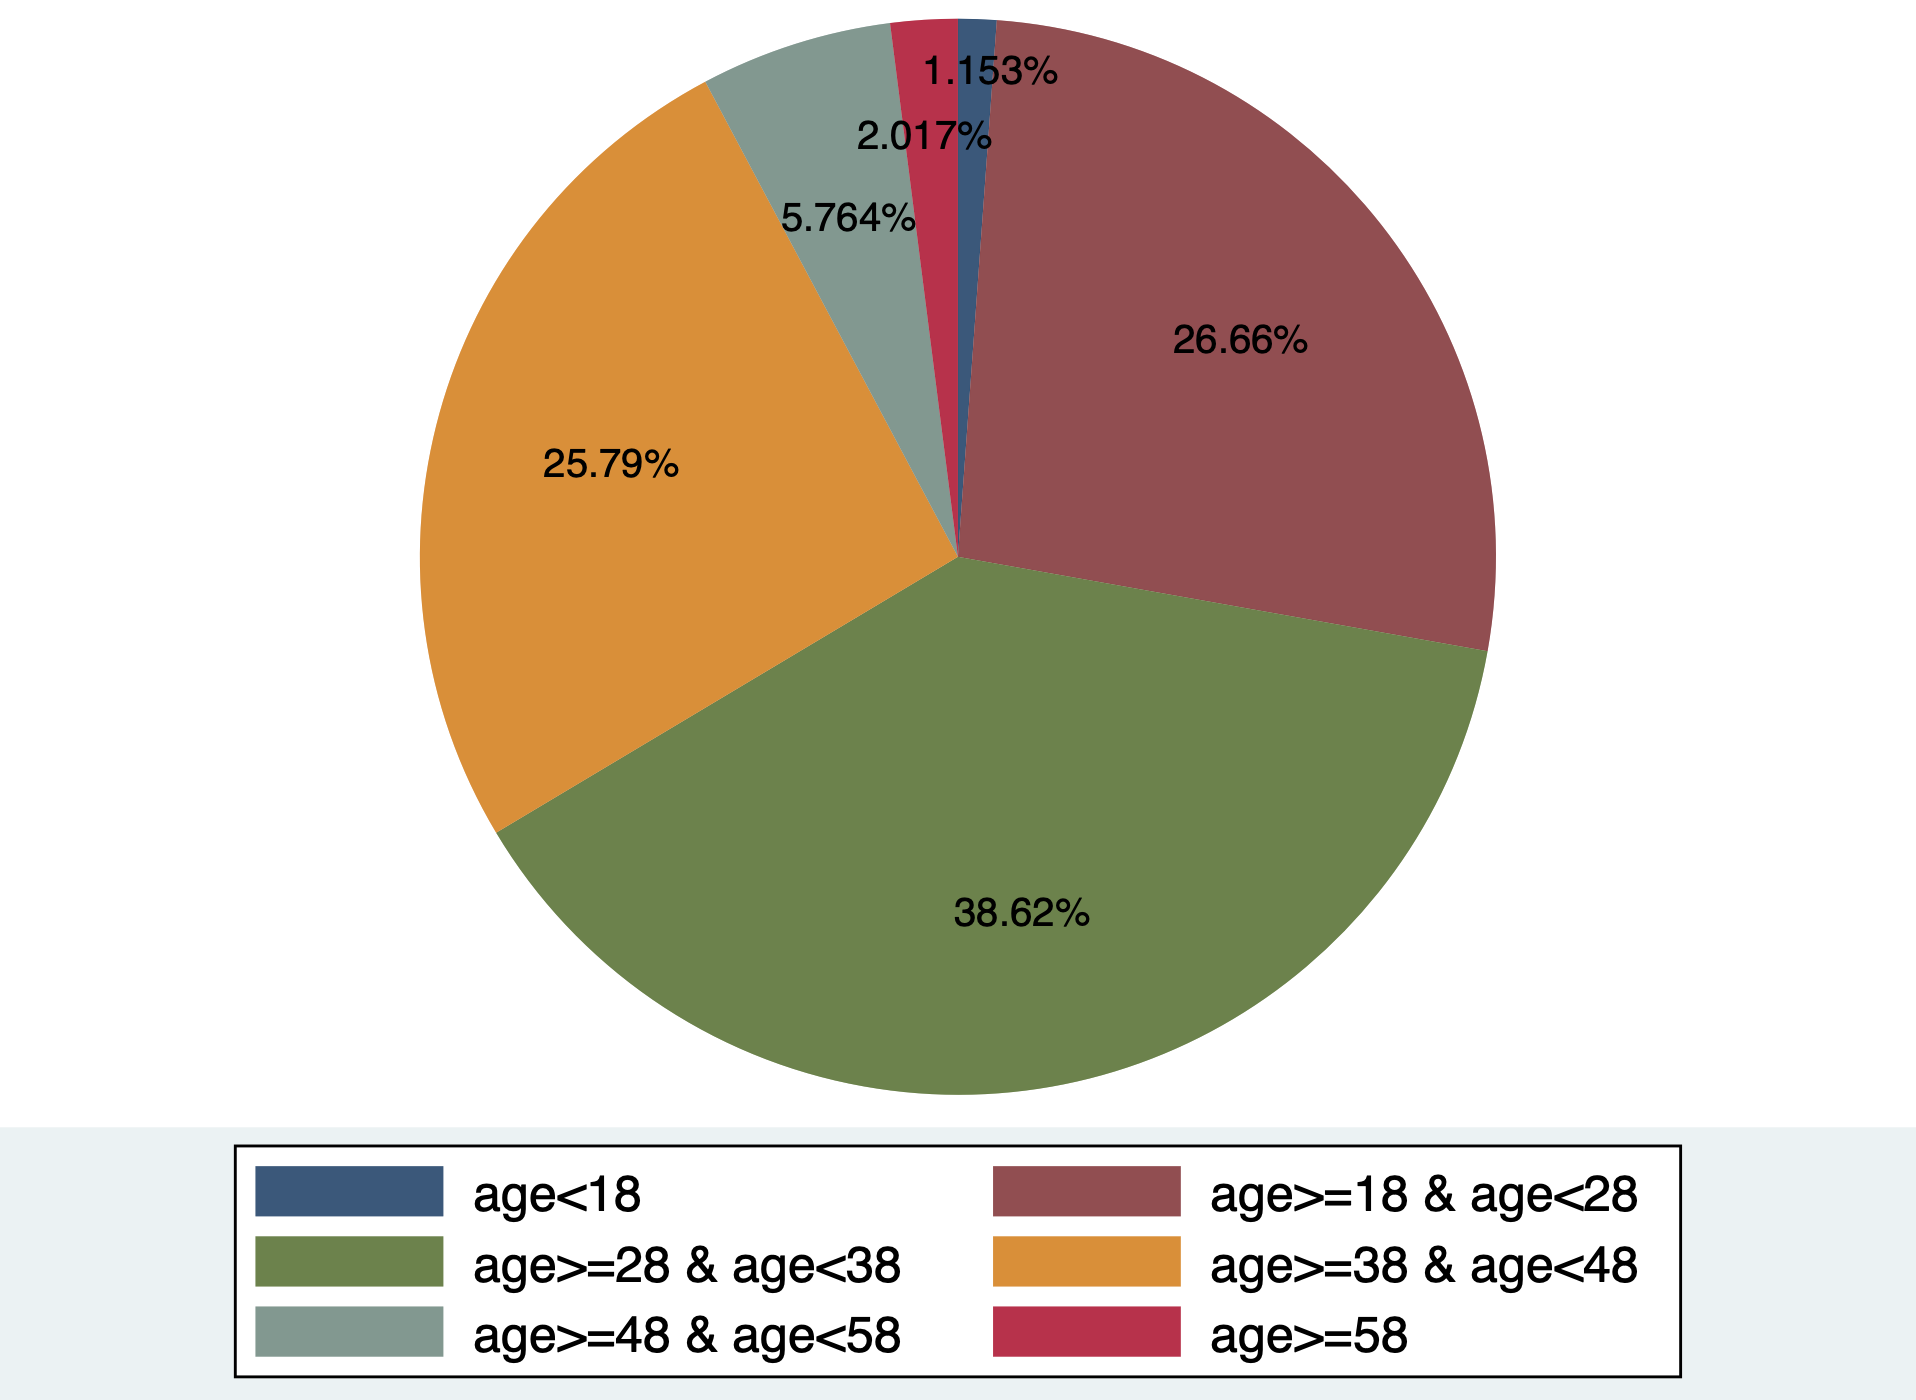 1.153%
2.017%
5.764%
26.66%
25.79%
38.62%
age<18
age>=18 & age<28
age>=28 & age<38
age>=38 & age<48
age>=48 & age<58
age>=58